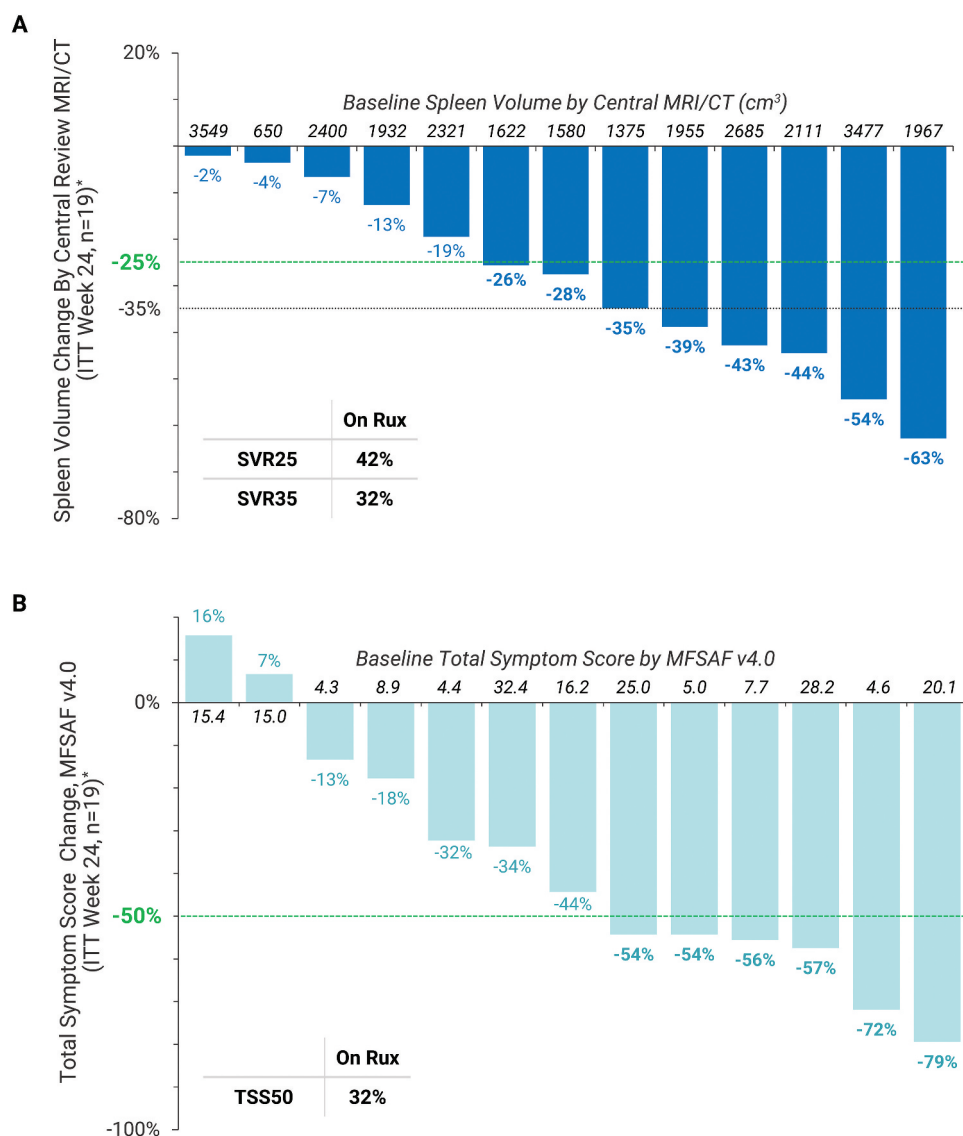 A
Spleen Volume Change By Central Review MRI/CT
(ITT Week 24, n=19)*
20%
Baseline Spleen Volume by Central MRI/CT (cm³)
3549 650 2400 1932 2321 1622 1580 1375 1955 2685 2111 3477 1967
-2%
-4%
-7%
-13%
-19%
-25%
-26%
-28%
-35%
-35%
-39%
-43%
-44%
-54%
-63%
On Rux
SVR25 42%
SVR35 32%
-80%
B
Total Symptom Score Change, MFSAF v4.0
(ITT Week 24, n=19)*
16%
7%
Baseline Total Symptom Score by MFSAF v4.0
4.3 8.9 4.4 32.4 16.2 25.0 5.0 7.7 28.2 4.6 20.1
0%
15.4 15.0
-13%
-18%
-32%
-34%
-44%
-50%
-54%
-54%
-56%
-57%
-72%
-79%
On Rux
TSS50 32%
-100%